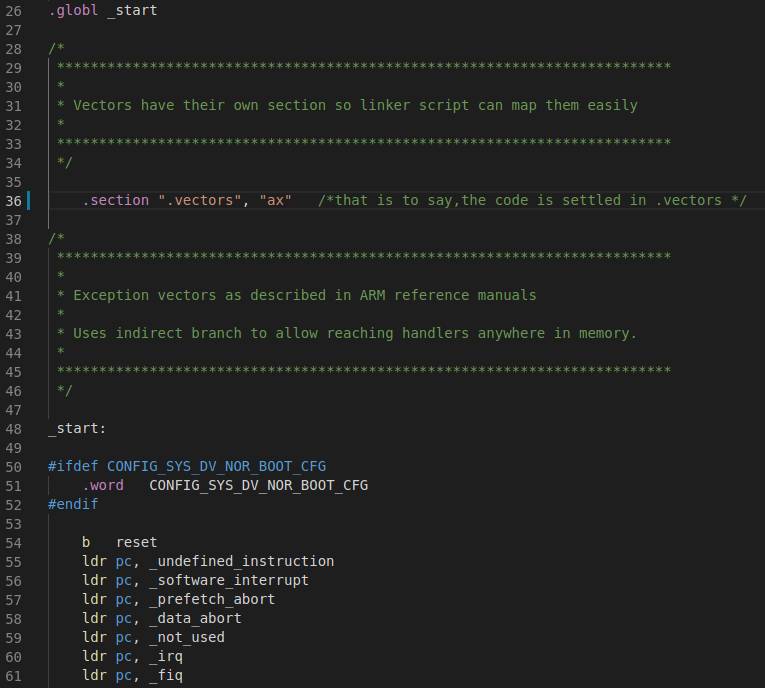 26 .globl _start
27
28 /*
29 *************************************************************************
30 *
31 * Vectors have their own section so linker script can map them easily
32 *
33 *************************************************************************
34 */
35
36 .section ".vectors", "ax" /*that is to say,the code is settled in .vectors */
37
38 /*
39 *************************************************************************
40 *
41 * Exception vectors as described in ARM reference manuals
42 *
43 * Uses indirect branch to allow reaching handlers anywhere in memory.
44 *
45 *************************************************************************
46 */
47
48 _start:
49
50 #ifdef CONFIG_SYS_DV_NOR_BOOT_CFG
51 .word CONFIG_SYS_DV_NOR_BOOT_CFG
52 #endif
53
54 b reset
55 ldr pc, _undefined_instruction
56 ldr pc, _software_interrupt
57 ldr pc, _prefetch_abort
58 ldr pc, _data_abort
59 ldr pc, _not_used
60 ldr pc, _irq
61 ldr pc, _fiq